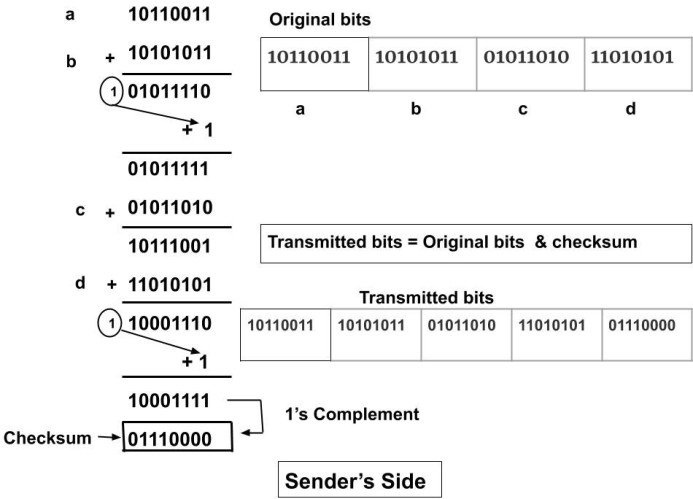 a 10110011
b + 10101011
1 01011110
+ 1
01011111
c + 01011010
10111001
d + 11010101
1 10001110
+ 1
10001111
1's Complement
Checksum 01110000
Original bits
10110011 10101011 01011010 11010101
a b c d
Transmitted bits = Original bits & checksum
Transmitted bits
10110011 10101011 01011010 11010101 01110000
Sender's Side